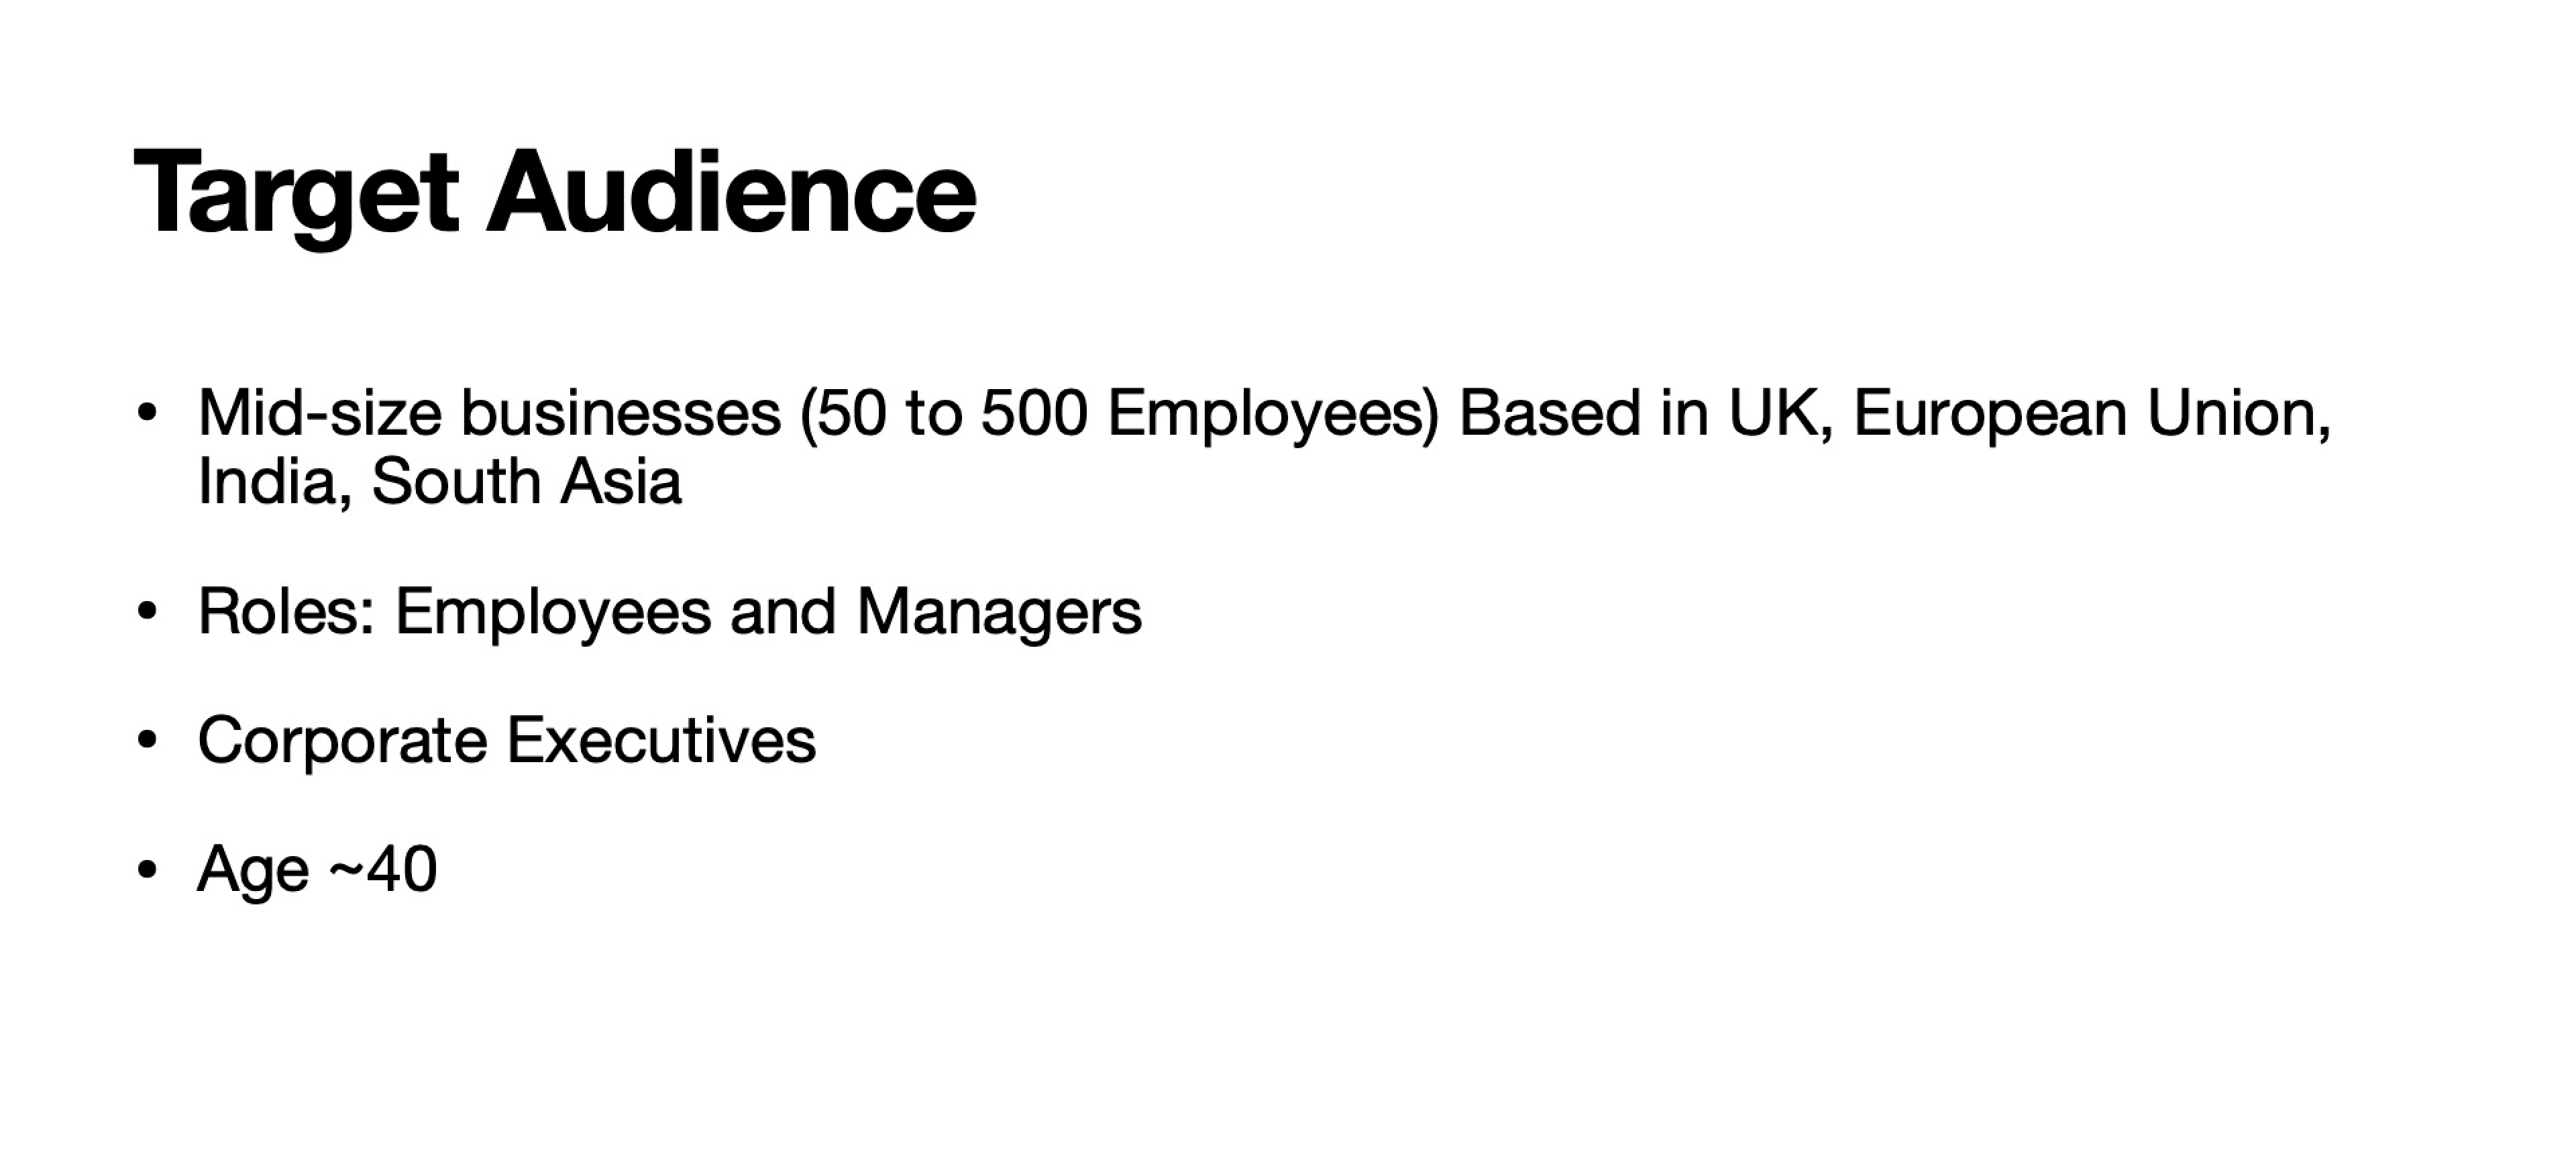 Target Audience
• Mid-size businesses (50 to 500 Employees) Based in UK, European Union,
India, South Asia
• Roles: Employees and Managers
• Corporate Executives
• Age ~40